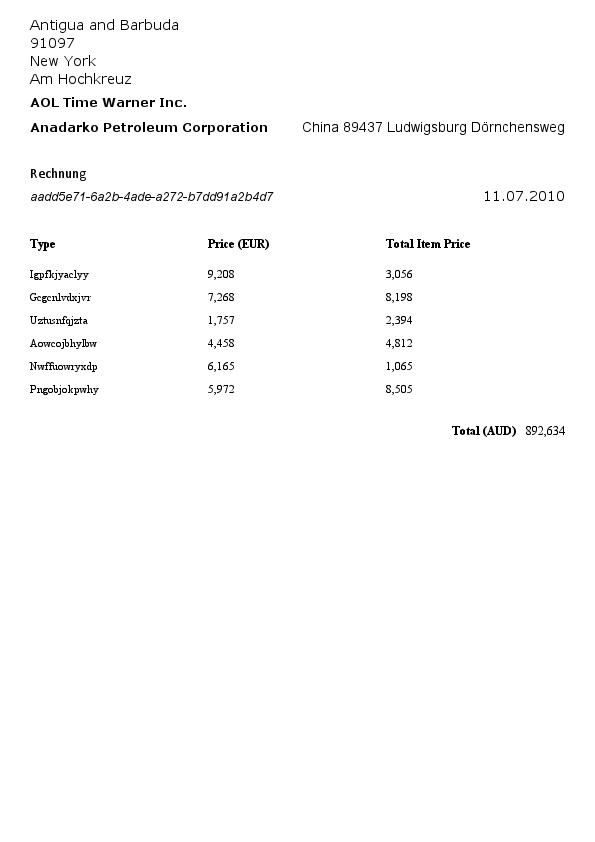 Antigua and Barbuda
91097
New York
Am Hochkreuz
AOL Time Warner Inc.
Anadarko Petroleum Corporation China 89437 Ludwigsburg Dörnchensweg
Rechnung
aadd5e71-6a2b-4ade-a272-b7dd91a2b4d7 11.07.2010
Type Price (EUR) Total Item Price
Igpfkjyaclyy 9,208 3,056
Gcgcnlvdxjvr 7,268 8,198
Uztusnfqjzta 1,757 2,394
Aowcojbhylbw 4,458 4,812
Nwffuowryxdp 6,165 1,065
Pngobjokpwhy 5,972 8,505
Total (AUD) 892,634